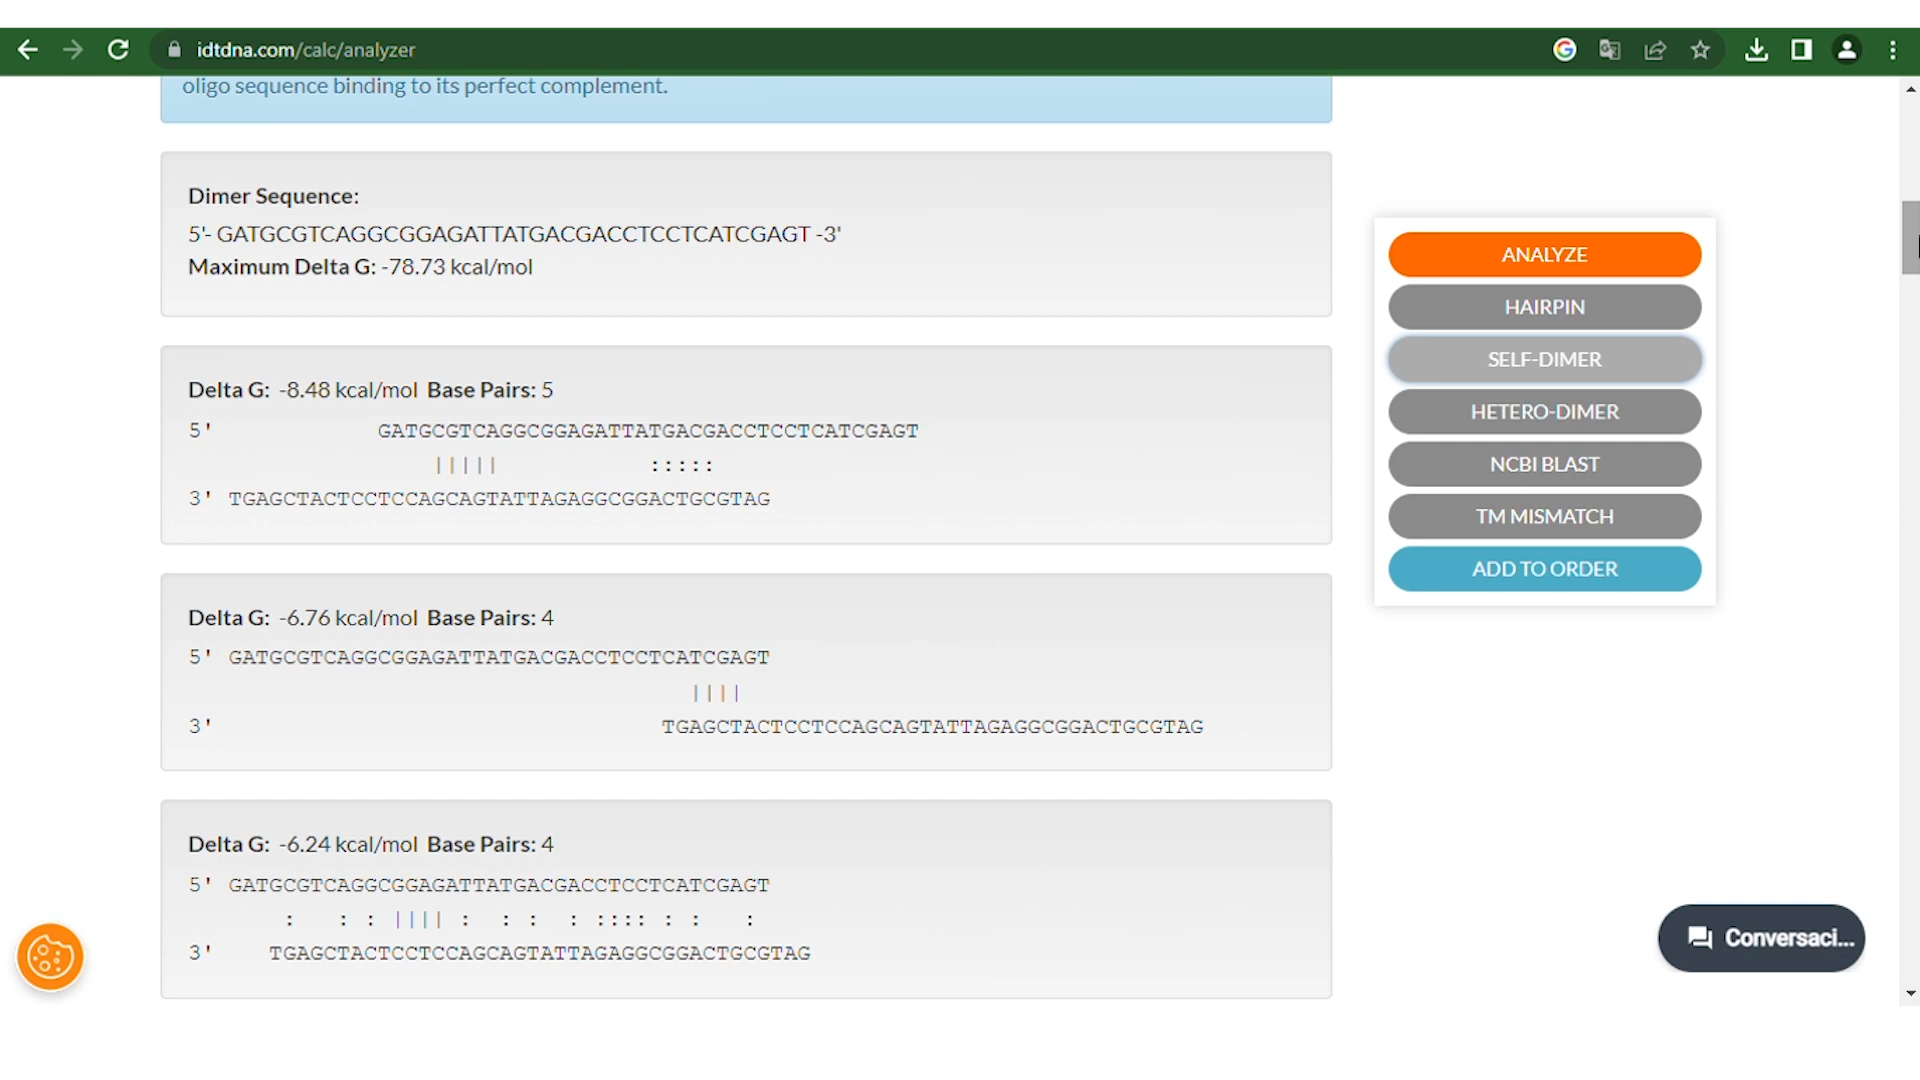 idtdna.com/calc/analyzer
oligo sequence binding to its perfect complement.
Dimer Sequence:
5'- GATGCGTCAGGCGGAGATTATGACGACCTCCTCATCGAGT -3'
Maximum Delta G: -78.73 kcal/mol
Delta G: -8.48 kcal/mol Base Pairs: 5
5' GATGCGTCAGGCGGAGATTATGACGACCTCCTCATCGAGT
||||| :::::
3' TGAGCTACTCCTCCAGCAGTATTAGAGGCGGACTGCGTAG
Delta G: -6.76 kcal/mol Base Pairs: 4
5' GATGCGTCAGGCGGAGATTATGACGACCTCCTCATCGAGT
||||
3' TGAGCTACTCCTCCAGCAGTATTAGAGGCGGACTGCGTAG
Delta G: -6.24 kcal/mol Base Pairs: 4
5' GATGCGTCAGGCGGAGATTATGACGACCTCCTCATCGAGT
: : : |||| : : : : :::: : : :
3' TGAGCTACTCCTCCAGCAGTATTAGAGGCGGACTGCGTAG
ANALYZE
HAIRPIN
SELF-DIMER
HETERO-DIMER
NCBI BLAST
TM MISMATCH
ADD TO ORDER
Conversaci...